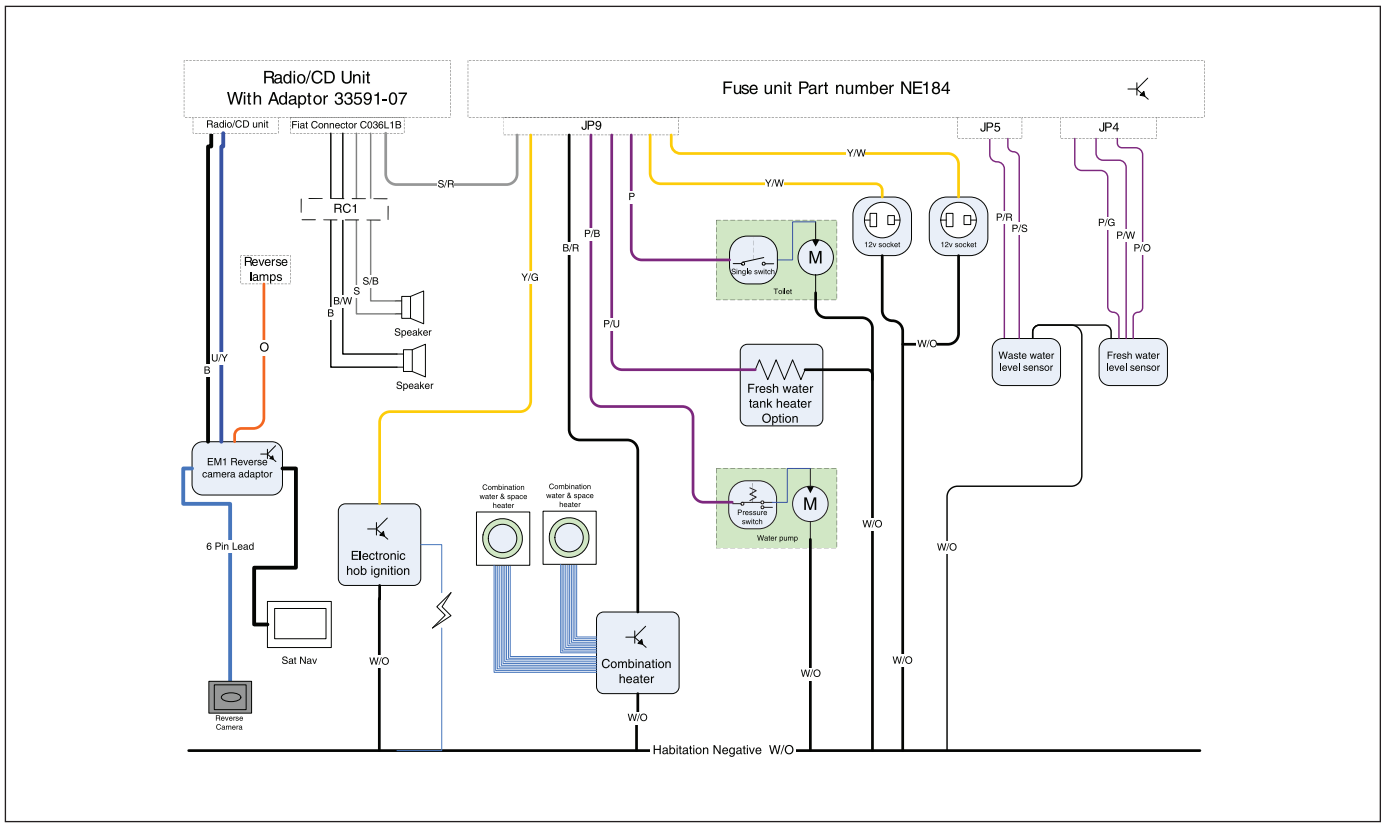 Radio/CD Unit
With Adaptor 33591-07
Fuse unit Part number NE184
Radio/CD unit
Fiat Connector C036L1B
JP9
JP5
JP4
Y/W
Y/W
S/R
P
RC1
12v socket
12v socket
P/R
P/S
P/G
P/W
P/O
P/B
B/R
Single switch
M
Toilet
Reverse
lamps
Y/G
S/B
S
B/W
B
Speaker
P/U
W/O
O
U/Y
B
Speaker
Waste water
level sensor
Fresh water
level sensor
Fresh water
tank heater
Option
EM1 Reverse
camera adaptor
Combination
water & space
heater
Combination
water & space
heater
Pressure
switch
M
Water pump
W/O
6 Pin Lead
Electronic
hob ignition
W/O
Sat Nav
W/O
W/O
W/O
Combination
heater
Reverse
Camera
W/O
Habitation Negative W/O